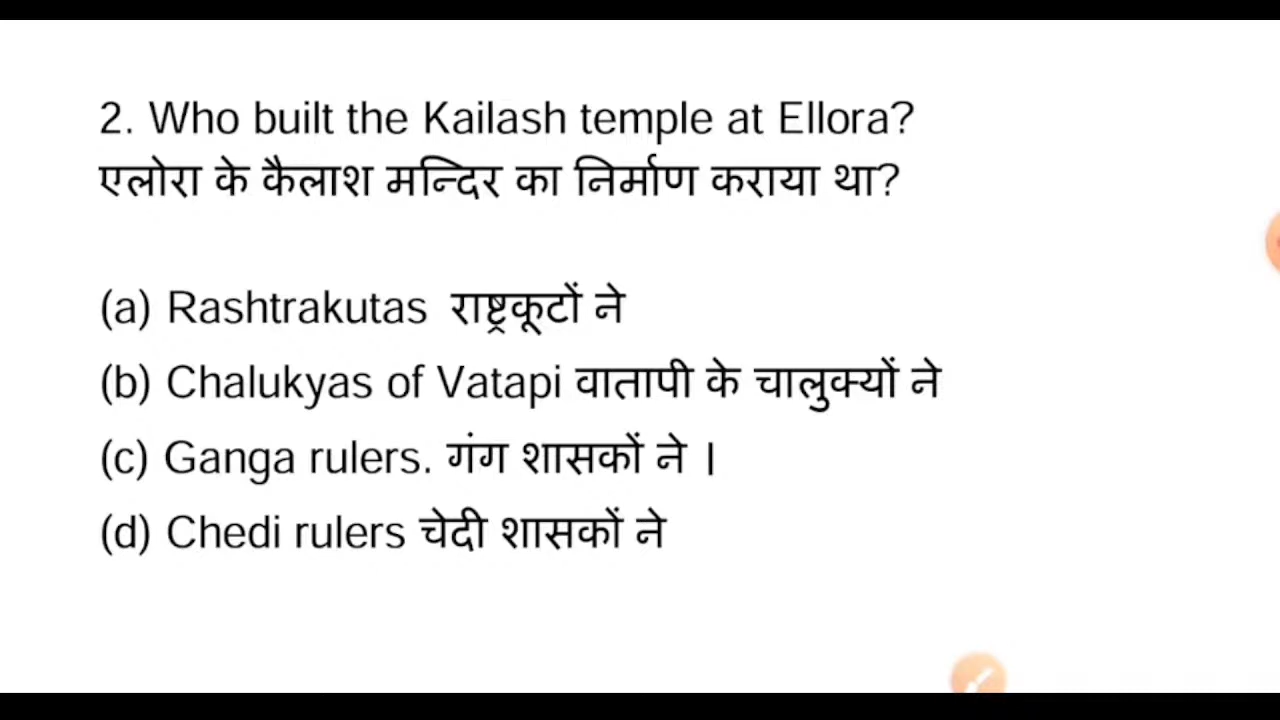 2. Who built the Kailash temple at Ellora?
एलोरा के कैलाश मन्दिर का निर्माण कराया था?
(a) Rashtrakutas राष्ट्रकूटों ने
(b) Chalukyas of Vatapi वातापी के चालुक्यों ने
(c) Ganga rulers. गंग शासकों ने ।
(d) Chedi rulers चेदी शासकों ने